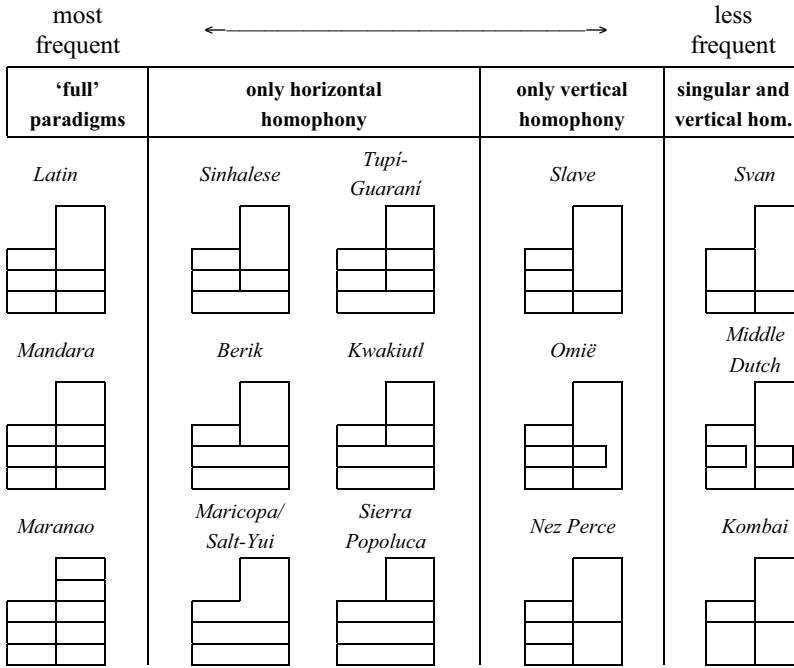 most less
frequent ←——————————→ frequent
‘full’ only horizontal only vertical singular and
paradigms homophony homophony vertical hom.
Latin Sinhalese Tupí- Slave Svan
Guaraní
Mandara Berik Kwakiutl Omië Middle
Dutch
Maranao Maricopa/ Sierra Nez Perce Kombai
Salt-Yui Popoluca